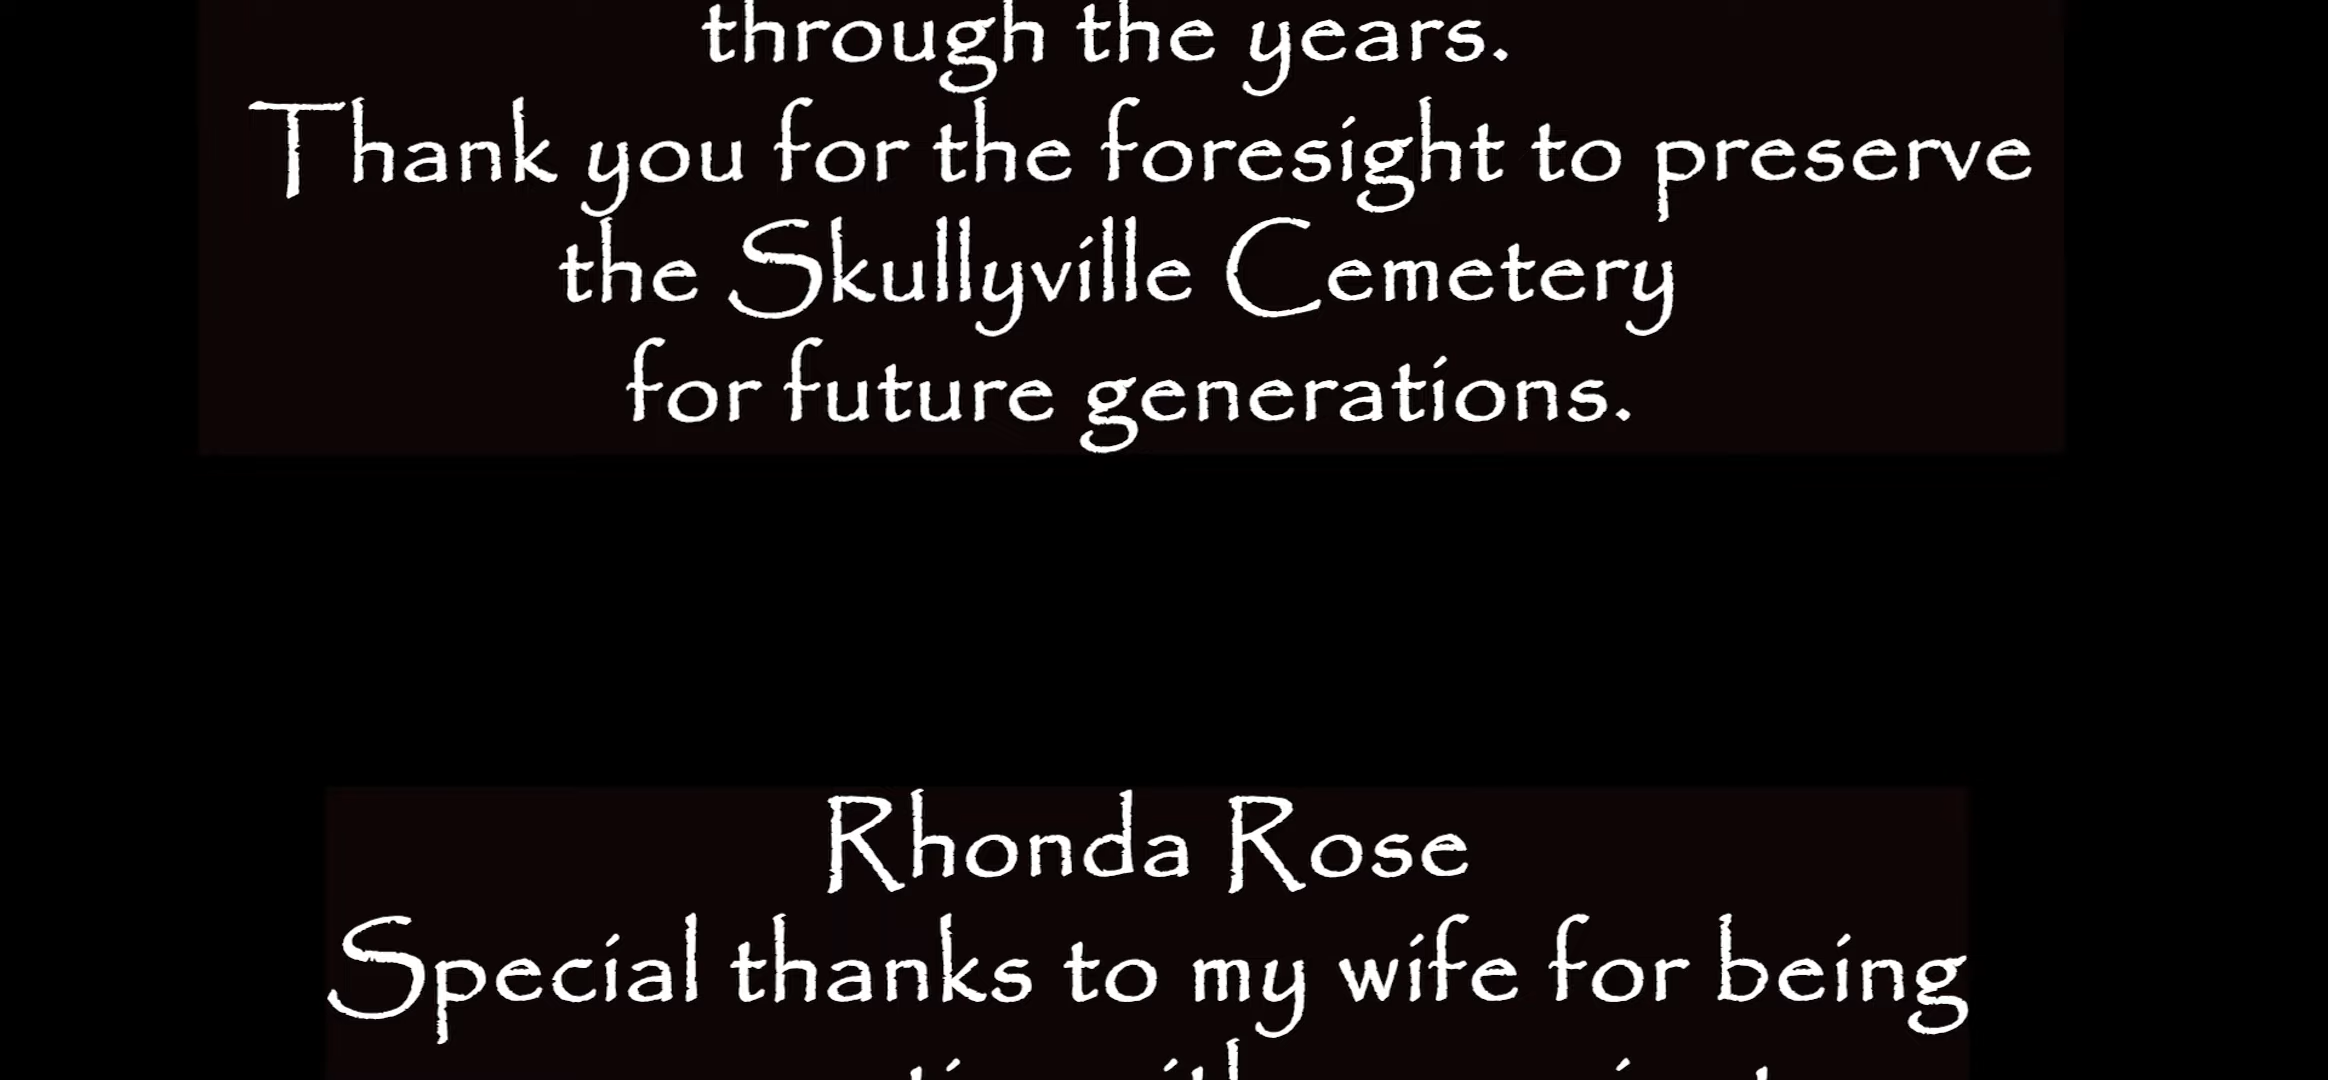 through the years.
Thank you for the foresight to preserve
the Skullyville Cemetery
for future generations.
Rhonda Rose
Special thanks to my wife for being